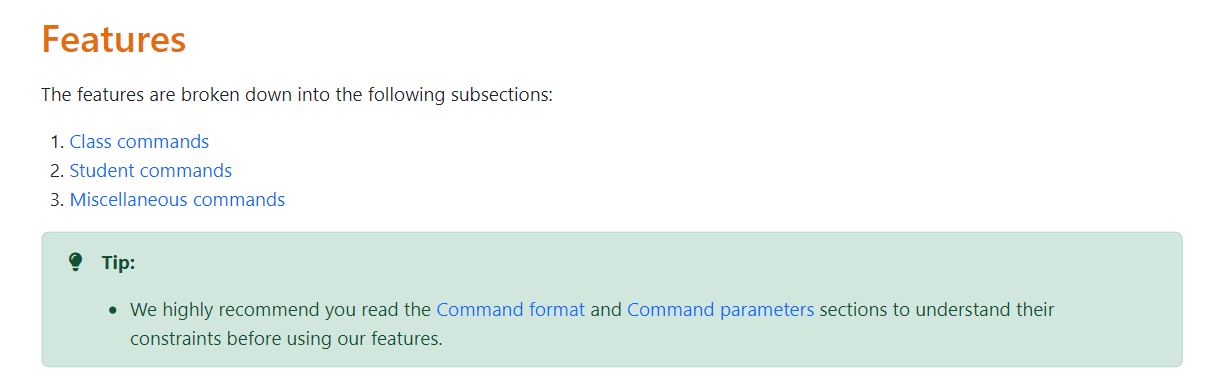 Features
The features are broken down into the following subsections:
1. Class commands
2. Student commands
3. Miscellaneous commands
Tip:
• We highly recommend you read the Command format and Command parameters sections to understand their
constraints before using our features.